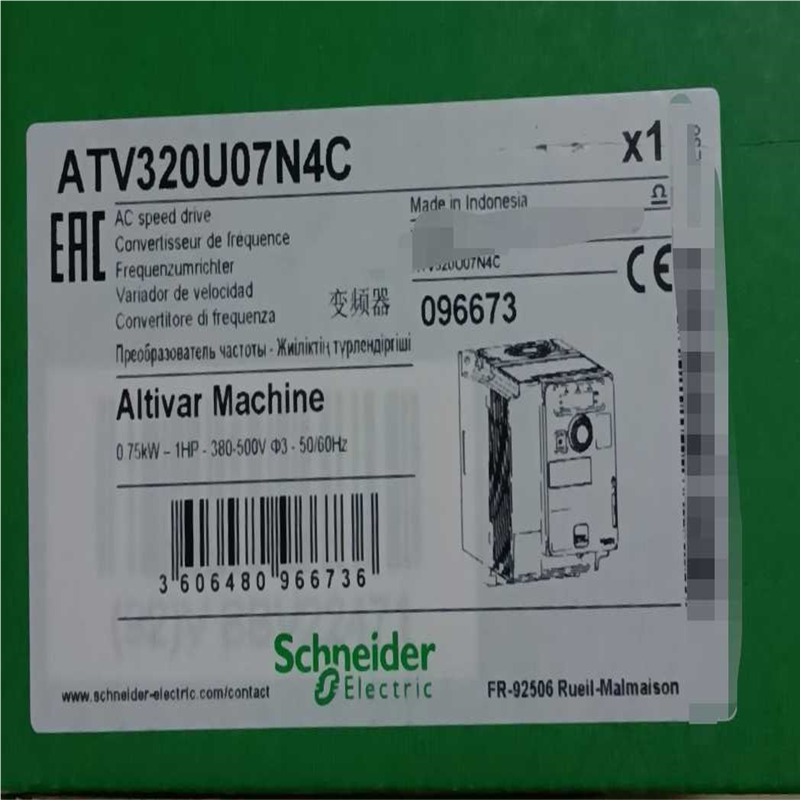 ATV320U07N4C
x1
EAC
AC speed drive
Convertisseur de fréquence
Frequenzumrichter
Variador de velocidad
Convertitore di frequenza
变频器
Преобразователь частоты - Жиіліктің түрлендіргіші
Made in Indonesia
ATV320U07N4C
CE
096673
Altivar Machine
0.75kW - 1HP - 380-500V Φ3 - 50/60Hz
3 606480 966736
Schneider
Electric
www.schneider-electric.com/contact
FR-92506 Rueil-Malmaison